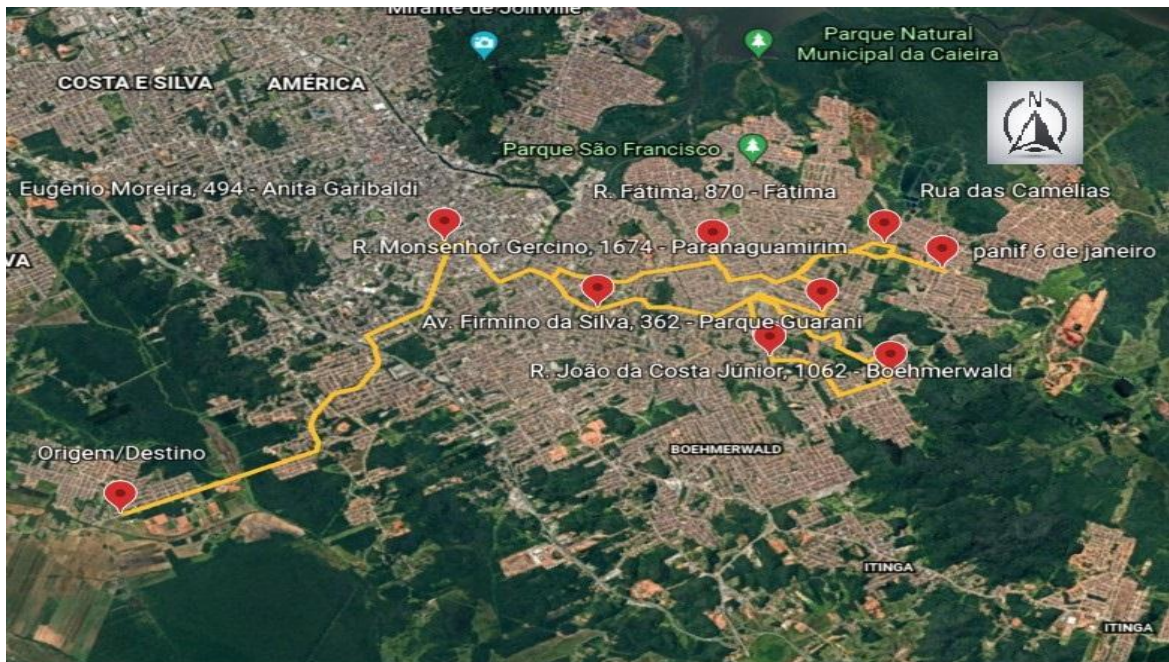 Mirante de Joinville
Parque Natural
Municipal da Caieira
COSTA E SILVA
AMÉRICA
N
Parque São Francisco
Eugênio Moreira, 494 - Anita Garibaldi
R. Fátima, 870 - Fátima
Rua das Camélias
R. Monsenhor Gercino, 1674 - Paranaguamirim
panif 6 de janeiro
VA
Av. Firmino da Silva, 362 - Parque Guarani
R. João da Costa Júnior, 1062 - Boehmerwald
Origem/Destino
BOEHMERWALD
ITINGA
ITINGA